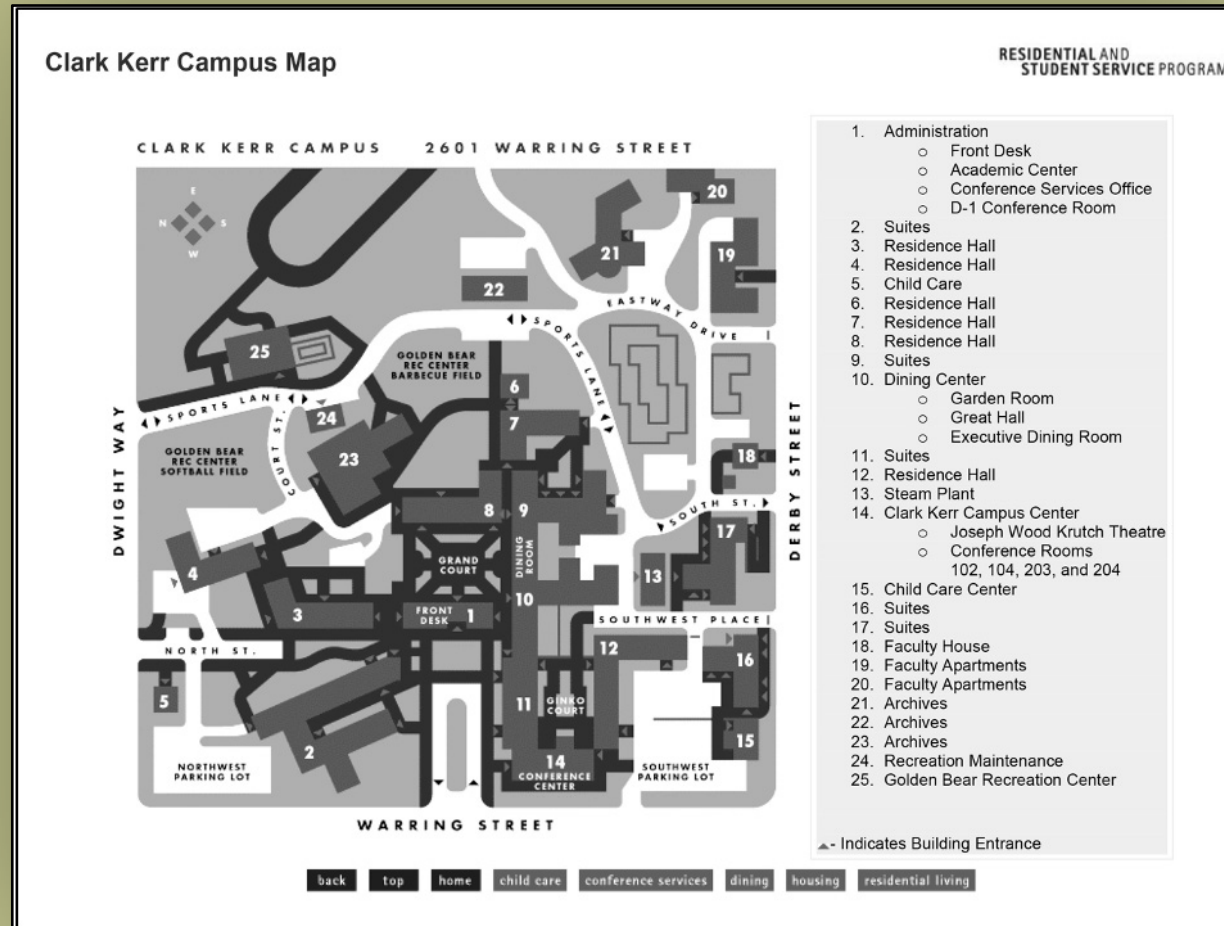 Clark Kerr Campus Map
RESIDENTIAL AND
STUDENT SERVICE PROGRAM
CLARK KERR CAMPUS 2601 WARRING STREET
E
N S
W
20
21
19
22
EASTWAY DRIVE
SPORTS LANE
25
GOLDEN BEAR
REC CENTER
BARBECUE FIELD
6
SPORTS LANE
24
7
COURT ST.
DWIGHT WAY
GOLDEN BEAR
REC CENTER
SOFTBALL FIELD
23
18
DERBY STREET
8
9
SOUTH ST.
17
DINING
ROOM
GRAND
COURT
4
13
10
3
FRONT
DESK
1
SOUTHWEST PLACE
NORTH ST.
12
16
5
11
GINKO
COURT
2
15
14
CONFERENCE
CENTER
NORTHWEST
PARKING LOT
SOUTHWEST
PARKING LOT
WARRING STREET
1. Administration
o Front Desk
o Academic Center
o Conference Services Office
o D-1 Conference Room
2. Suites
3. Residence Hall
4. Residence Hall
5. Child Care
6. Residence Hall
7. Residence Hall
8. Residence Hall
9. Suites
10. Dining Center
o Garden Room
o Great Hall
o Executive Dining Room
11. Suites
12. Residence Hall
13. Steam Plant
14. Clark Kerr Campus Center
o Joseph Wood Krutch Theatre
o Conference Rooms
102, 104, 203, and 204
15. Child Care Center
16. Suites
17. Suites
18. Faculty House
19. Faculty Apartments
20. Faculty Apartments
21. Archives
22. Archives
23. Archives
24. Recreation Maintenance
25. Golden Bear Recreation Center
▲- Indicates Building Entrance
back top home child care conference services dining housing residential living